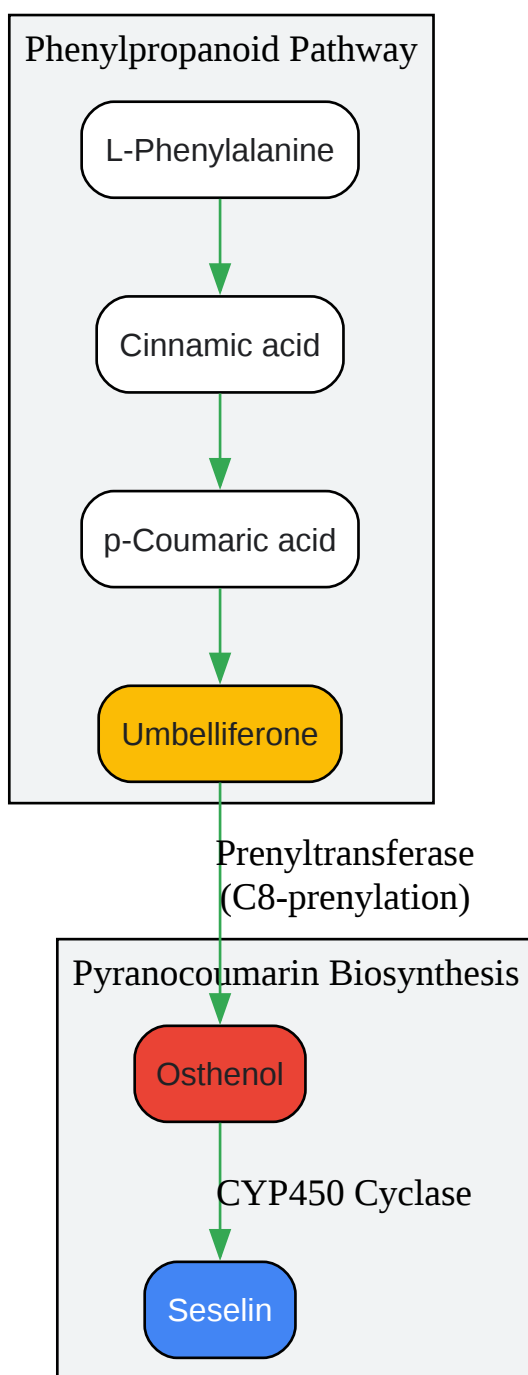 Phenylpropanoid Pathway
L-Phenylalanine
Cinnamic acid
p-Coumaric acid
Umbelliferone
Prenyltransferase
(C8-prenylation)
Pyranocoumarin Biosynthesis
Osthenol
CYP450 Cyclase
Seselin